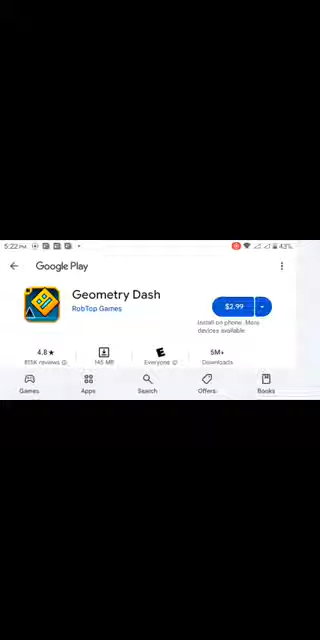 5:22 PM 43%
Google Play
Geometry Dash
RobTop Games
$2.99
Install on phone. More
devices available
4.8★ 145 MB Everyone 5M+
reviews Downloads
Games Apps Search Offers Books